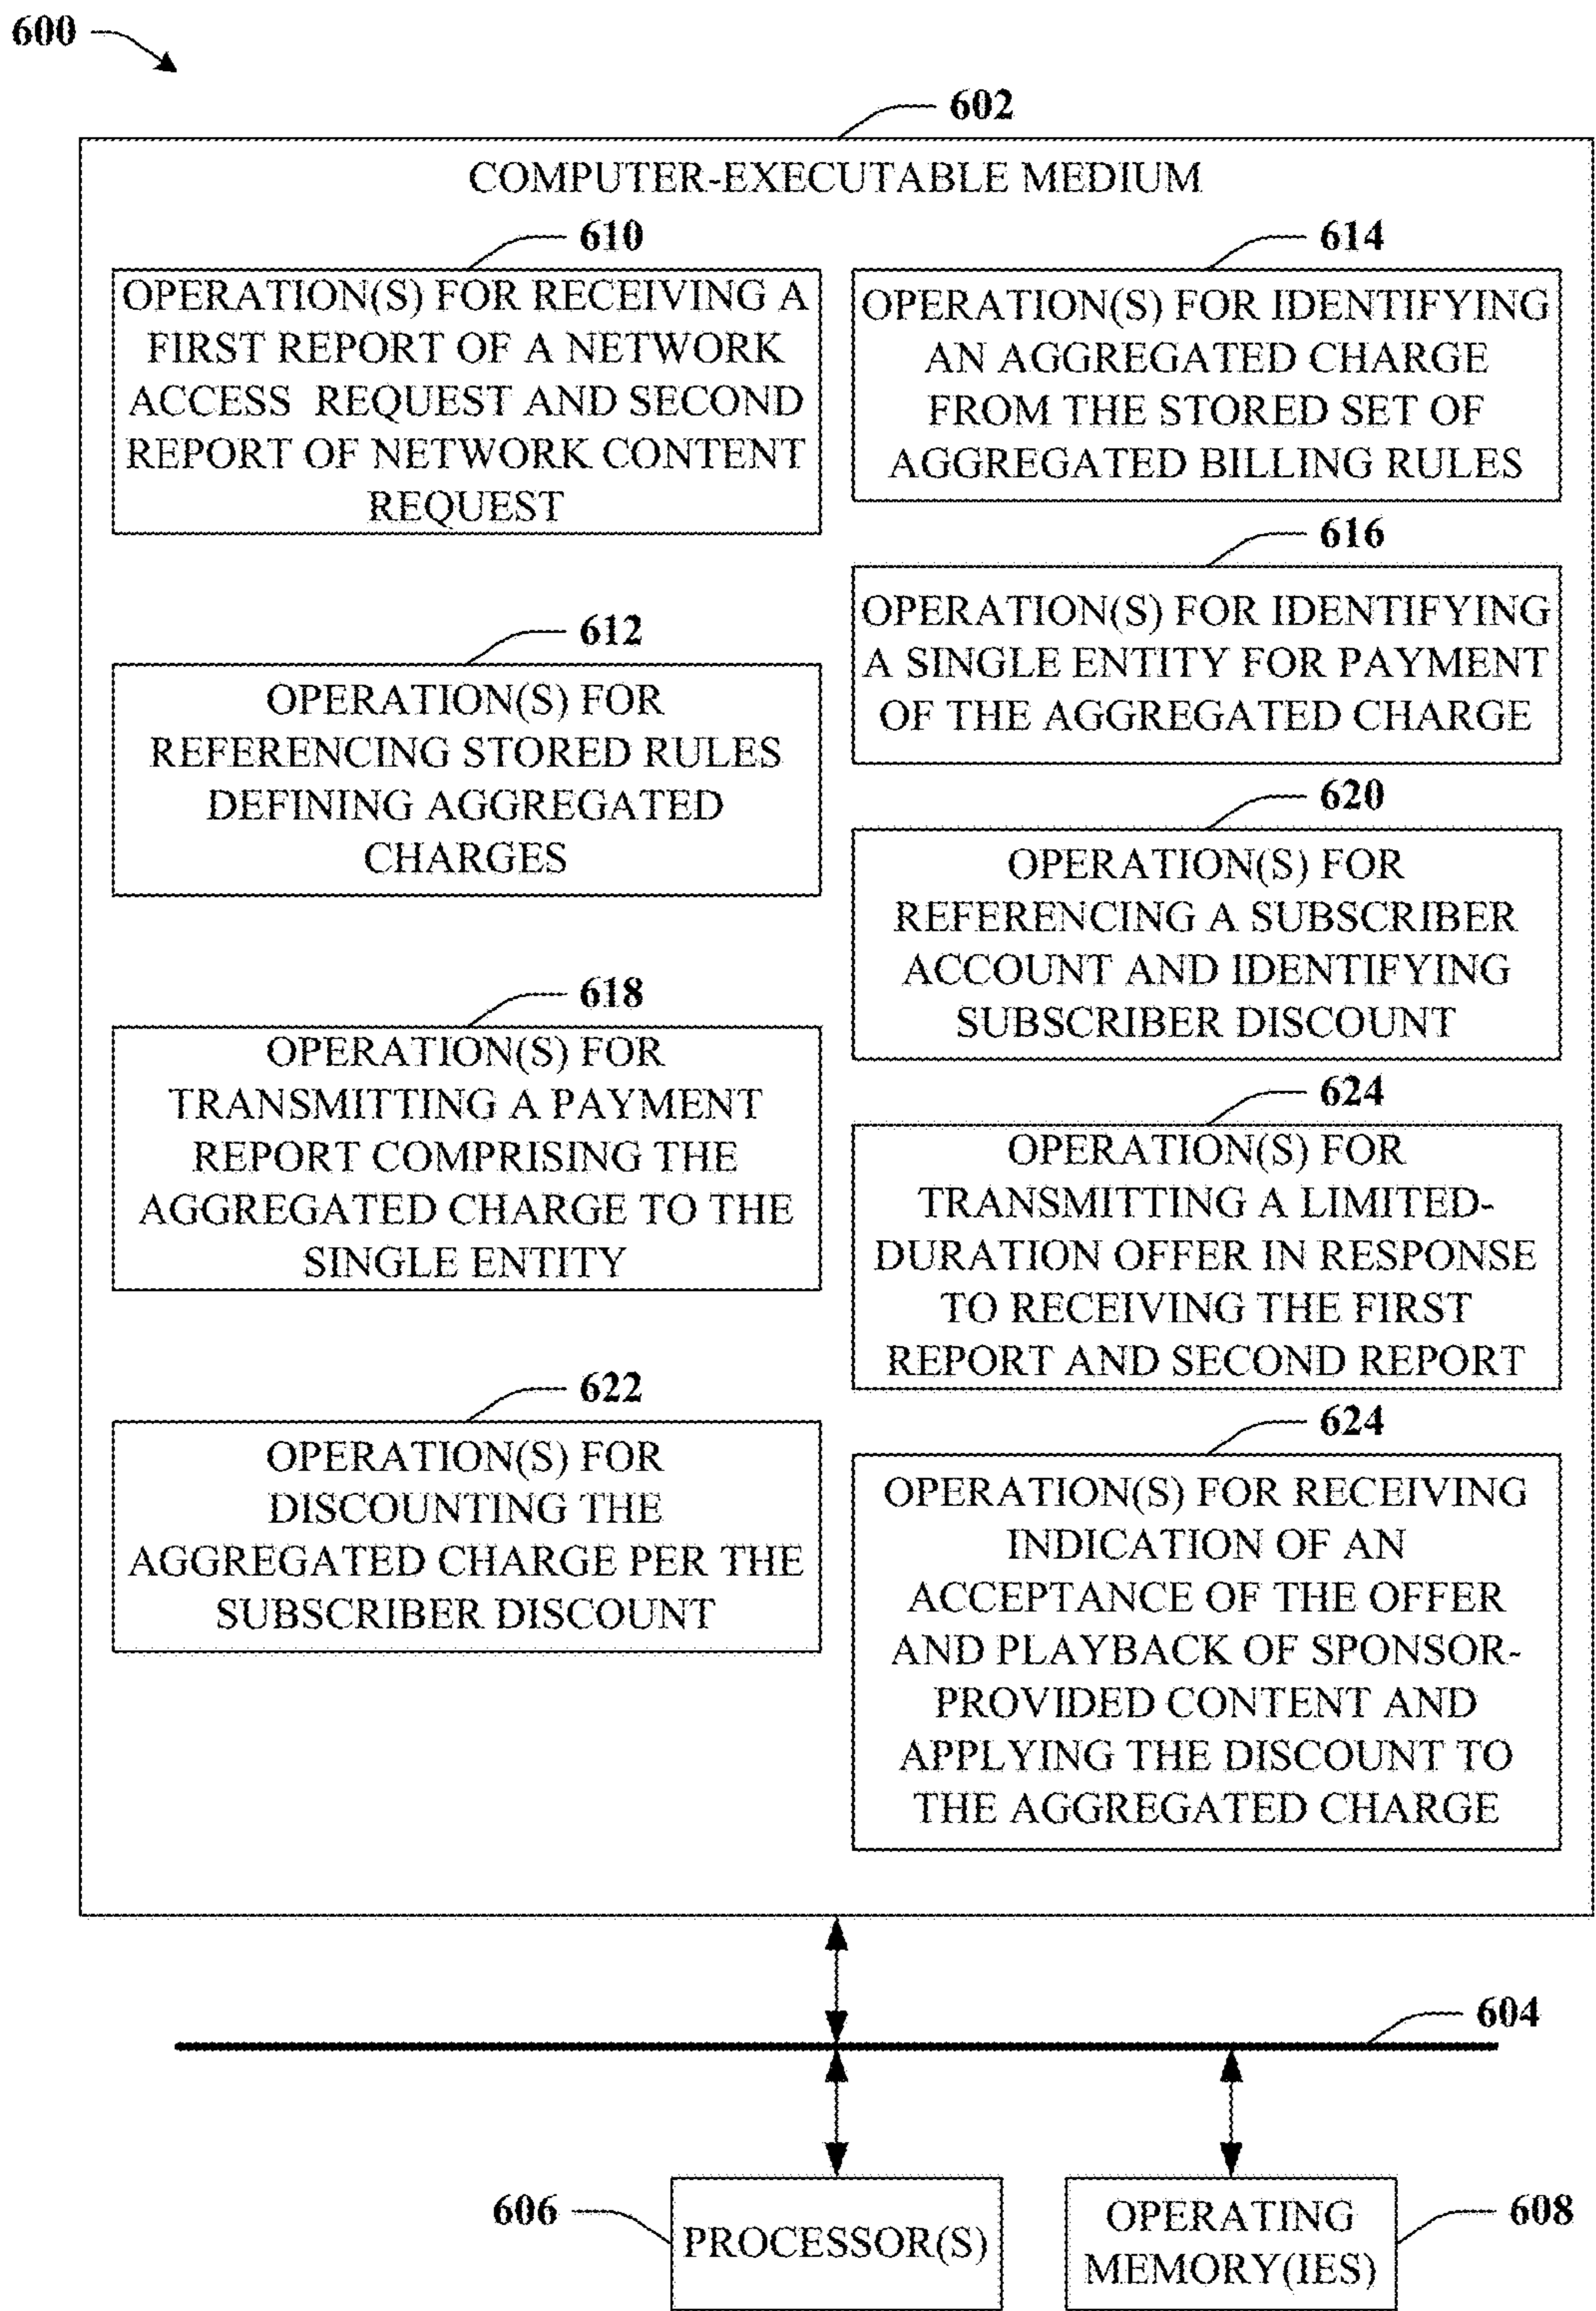 600
602
COMPUTER-EXECUTABLE MEDIUM
610
OPERATION(S) FOR RECEIVING A
FIRST REPORT OF A NETWORK
ACCESS REQUEST AND SECOND
REPORT OF NETWORK CONTENT
REQUEST
614
OPERATION(S) FOR IDENTIFYING
AN AGGREGATED CHARGE
FROM THE STORED SET OF
AGGREGATED BILLING RULES
612
OPERATION(S) FOR
REFERENCING STORED RULES
DEFINING AGGREGATED
CHARGES
616
OPERATION(S) FOR IDENTIFYING
A SINGLE ENTITY FOR PAYMENT
OF THE AGGREGATED CHARGE
618
OPERATION(S) FOR
TRANSMITTING A PAYMENT
REPORT COMPRISING THE
AGGREGATED CHARGE TO THE
SINGLE ENTITY
620
OPERATION(S) FOR
REFERENCING A SUBSCRIBER
ACCOUNT AND IDENTIFYING
SUBSCRIBER DISCOUNT
622
OPERATION(S) FOR
DISCOUNTING THE
AGGREGATED CHARGE PER THE
SUBSCRIBER DISCOUNT
624
OPERATION(S) FOR
TRANSMITTING A LIMITED-
DURATION OFFER IN RESPONSE
TO RECEIVING THE FIRST
REPORT AND SECOND REPORT
624
OPERATION(S) FOR RECEIVING
INDICATION OF AN
ACCEPTANCE OF THE OFFER
AND PLAYBACK OF SPONSOR-
PROVIDED CONTENT AND
APPLYING THE DISCOUNT TO
THE AGGREGATED CHARGE
604
606
PROCESSOR(S)
OPERATING
MEMORY(IES)
608